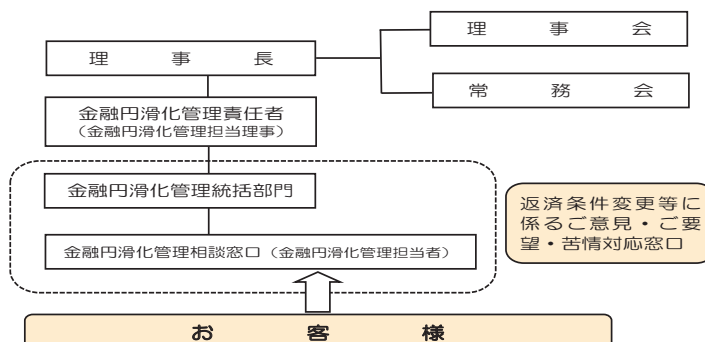 理事会
理事長
常務会
金融円滑化管理責任者
（金融円滑化管理担当理事）
金融円滑化管理統括部門
返済条件変更等に
係るご意見・ご要
望・苦情対応窓口
金融円滑化管理相談窓口（金融円滑化管理担当者）
お客様